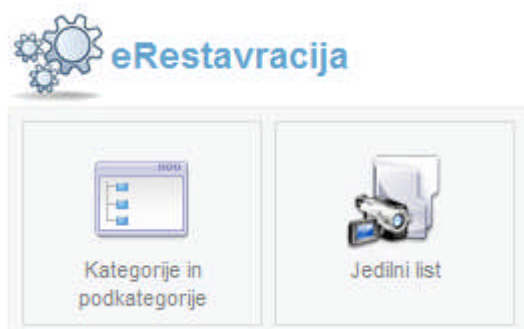 eRestavracija
Kategorije in
podkategorije
Jedilni list